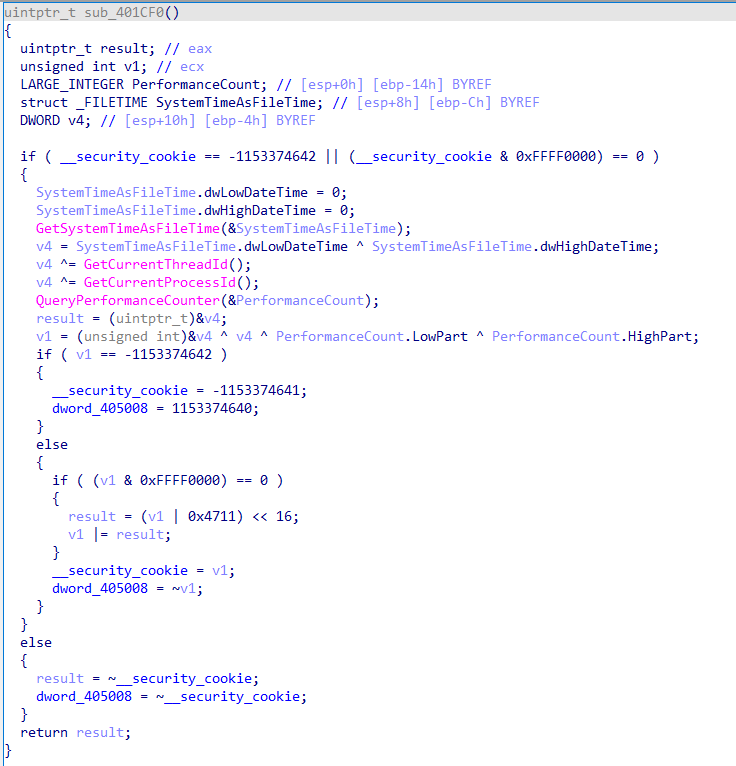 uintptr_t sub_401CF0()
{
  uintptr_t result; // eax
  unsigned int v1; // ecx
  LARGE_INTEGER PerformanceCount; // [esp+0h] [ebp-14h] BYREF
  struct _FILETIME SystemTimeAsFileTime; // [esp+8h] [ebp-Ch] BYREF
  DWORD v4; // [esp+10h] [ebp-4h] BYREF

  if ( __security_cookie == -1153374642 || (__security_cookie & 0xFFFF0000) == 0 )
  {
    SystemTimeAsFileTime.dwLowDateTime = 0;
    SystemTimeAsFileTime.dwHighDateTime = 0;
    GetSystemTimeAsFileTime(&SystemTimeAsFileTime);
    v4 = SystemTimeAsFileTime.dwLowDateTime ^ SystemTimeAsFileTime.dwHighDateTime;
    v4 ^= GetCurrentThreadId();
    v4 ^= GetCurrentProcessId();
    QueryPerformanceCounter(&PerformanceCount);
    result = (uintptr_t)&v4;
    v1 = (unsigned int)&v4 ^ v4 ^ PerformanceCount.LowPart ^ PerformanceCount.HighPart;
    if ( v1 == -1153374642 )
    {
      __security_cookie = -1153374641;
      dword_405008 = 1153374640;
    }
    else
    {
      if ( (v1 & 0xFFFF0000) == 0 )
      {
        result = (v1 | 0x4711) << 16;
        v1 |= result;
      }
      __security_cookie = v1;
      dword_405008 = ~v1;
    }
  }
  else
  {
    result = ~__security_cookie;
    dword_405008 = ~__security_cookie;
  }
  return result;
}